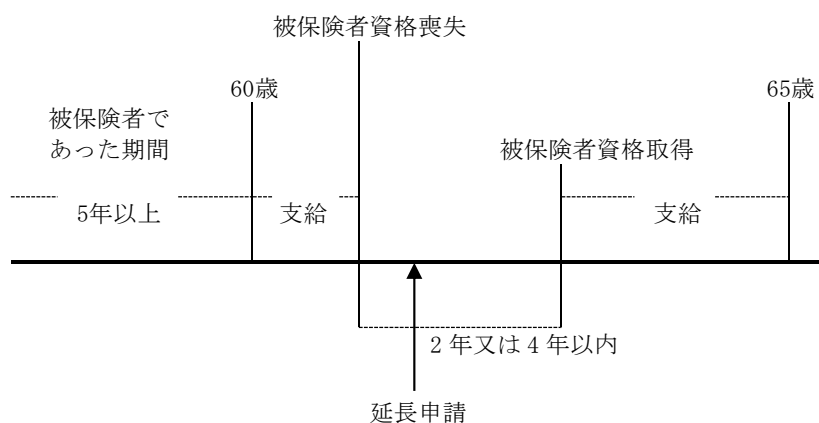 被保険者資格喪失
60歳
65歳
被保険者で
あった期間
被保険者資格取得
5年以上
支給
支給
2年又は4年以内
延長申請